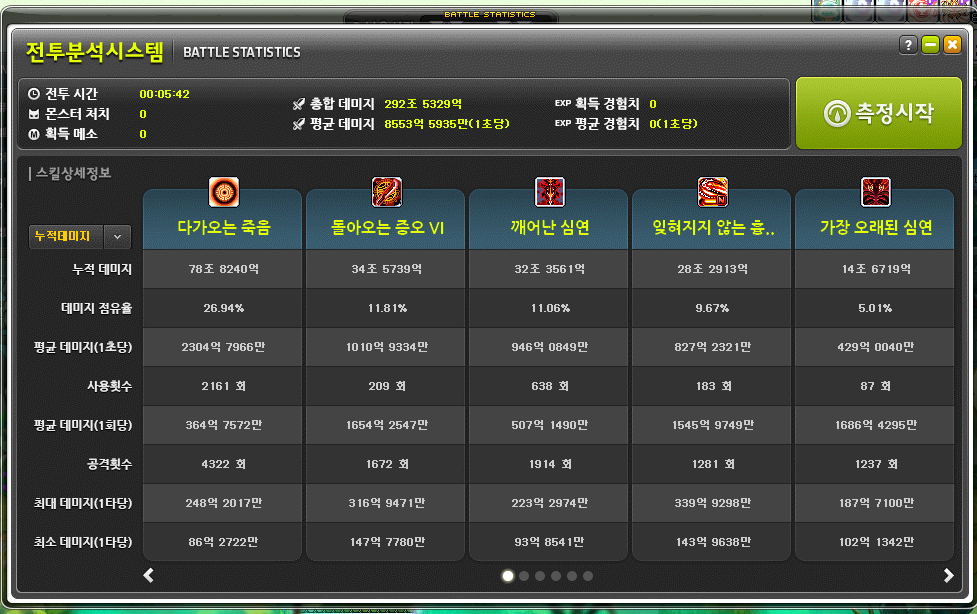 BATTLE STATISTICS
전투분석시스템 BATTLE STATISTICS ?
전투 시간 00:05:42
몬스터 처치 0
획득 메소 0
총합 데미지 292조 5329억
평균 데미지 8553억 5935만(1초당)
EXP 획득 경험치 0
EXP 평균 경험치 0(1초당)
측정시작
스킬상세정보
다가오는 죽음 돌아오는 증오 VI 깨어난 심연 잊혀지지 않는 흉.. 가장 오래된 심연
누적데미지
누적 데미지 78조 8240억 34조 5739억 32조 3561억 28조 2913억 14조 6719억
데미지 점유율 26.94% 11.81% 11.06% 9.67% 5.01%
평균 데미지(1초당) 2304억 7966만 1010억 9334만 946억 0849만 827억 2321만 429억 0040만
사용횟수 2161 회 209 회 638 회 183 회 87 회
평균 데미지(1회당) 364억 7572만 1654억 2547만 507억 1490만 1545억 9749만 1686억 4295만
공격횟수 4322 회 1672 회 1914 회 1281 회 1237 회
최대 데미지(1타당) 248억 2017만 316억 9471만 223억 2974만 339억 9298만 187억 7100만
최소 데미지(1타당) 86억 2722만 147억 7780만 93억 8541만 143억 9638만 102억 1342만